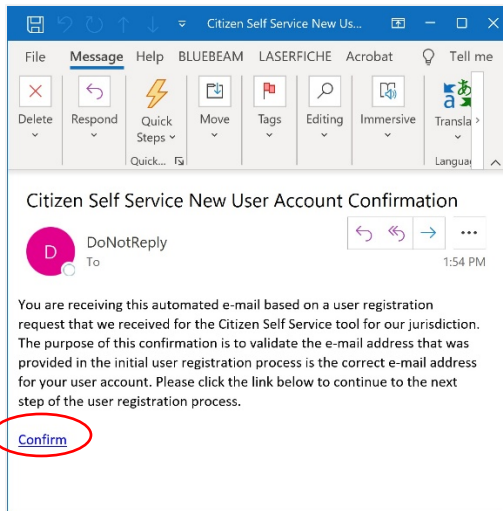 Citizen Self Service New Us...
File Message Help BLUEBEAM LASERFICHE Acrobat Tell me
Delete Respond Quick Steps Move Tags Editing Immersive Transla
Quick... Languag
Citizen Self Service New User Account Confirmation
D DoNotReply
To 1:54 PM
You are receiving this automated e-mail based on a user registration
request that we received for the Citizen Self Service tool for our jurisdiction.
The purpose of this confirmation is to validate the e-mail address that was
provided in the initial user registration process is the correct e-mail address
for your user account. Please click the link below to continue to the next
step of the user registration process.
Confirm